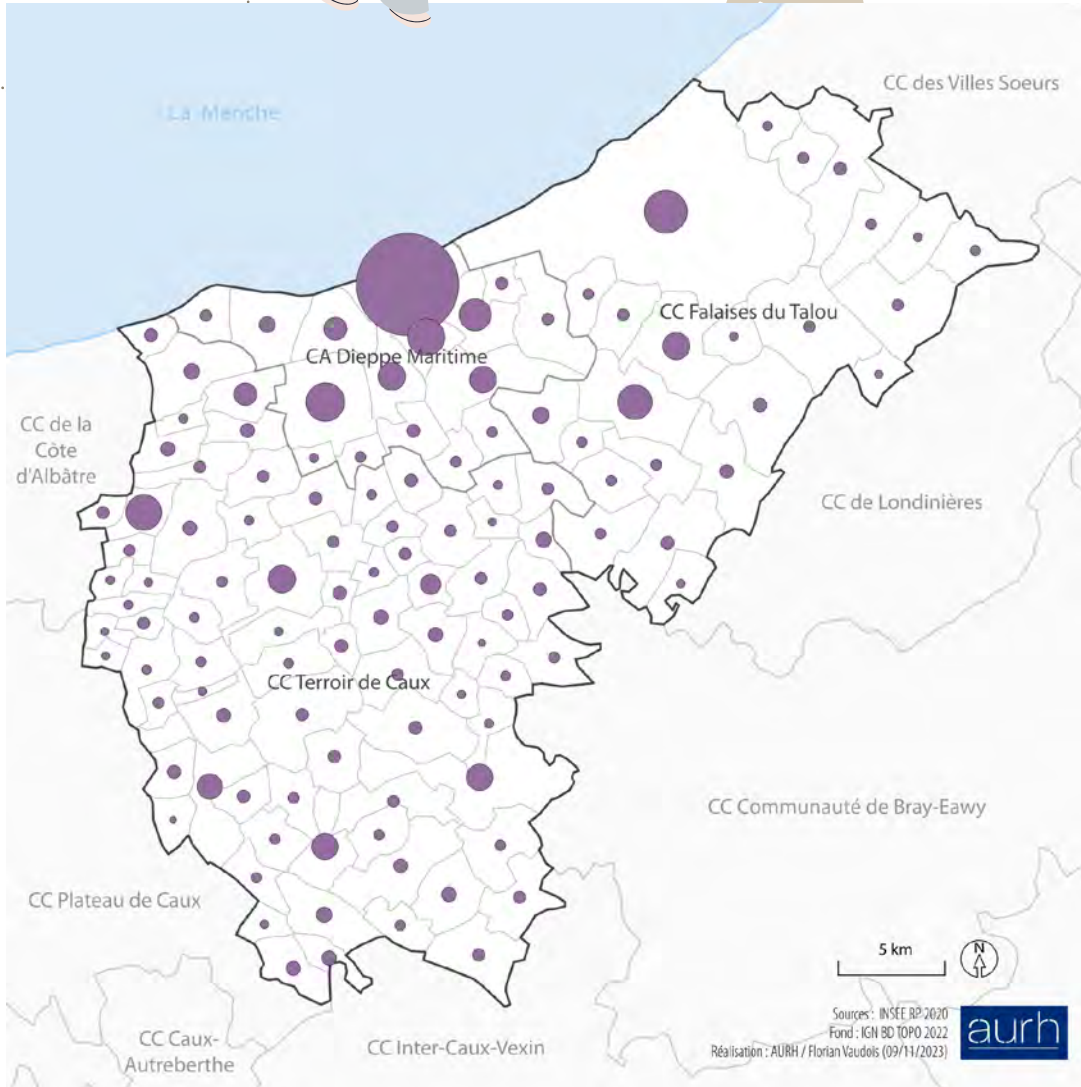 CC des Villes Soeurs
La Manche
CC Falaises du Talou
CA Dieppe Maritime
CC de la
Côte
d'Albâtre
CC de Londinières
CC Terroir de Caux
CC Communauté de Bray-Eawy
CC Plateau de Caux
5 km
N
Sources : INSEE RP 2020
Fond : IGN BD TOPO 2022
Réalisation : AURH / Florian Vaudois (09/11/2023)
aurh
CC Caux-
Autreberthe
CC Inter-Caux-Vexin